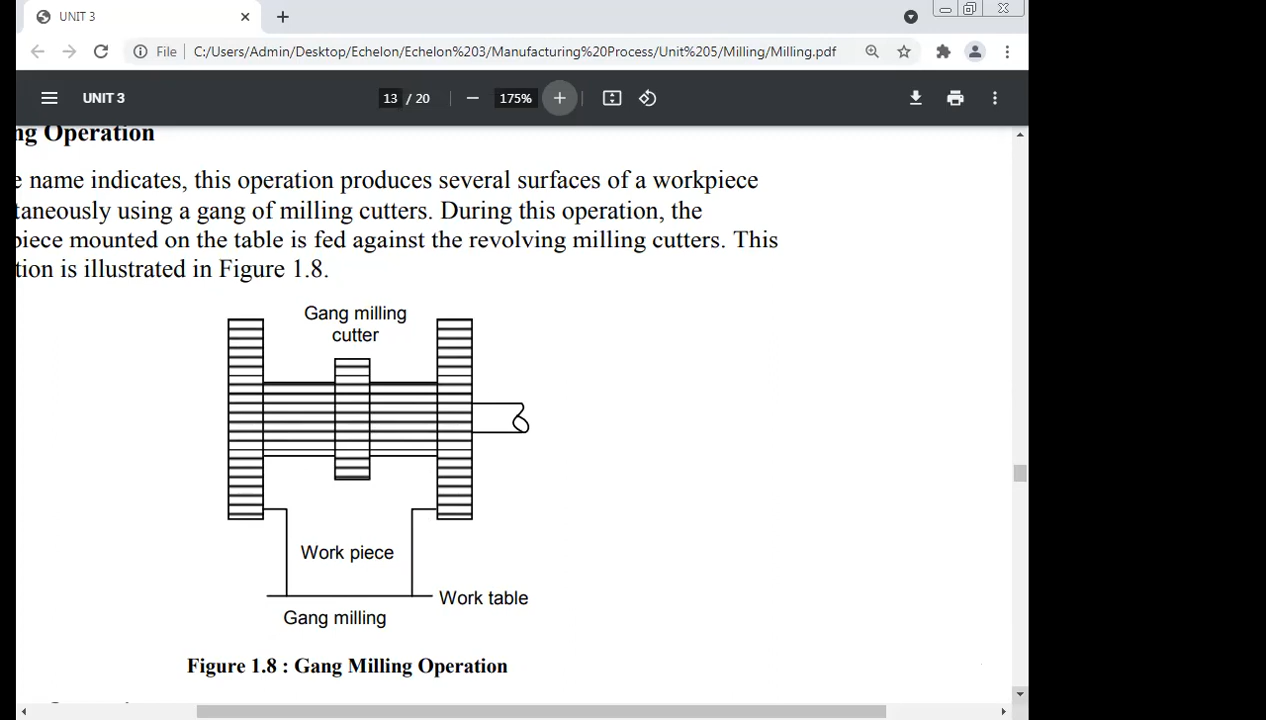 UNIT 3
File
C:/Users/Admin/Desktop/Echelon/Echelon%203/Manufacturing%20Process/Unit%205/Milling/Milling.pdf
UNIT 3
13 / 20
175%
ng Operation
e name indicates, this operation produces several surfaces of a workpiece
taneously using a gang of milling cutters. During this operation, the
piece mounted on the table is fed against the revolving milling cutters. This
tion is illustrated in Figure 1.8.
Gang milling
cutter
Work piece
Work table
Gang milling
Figure 1.8 : Gang Milling Operation